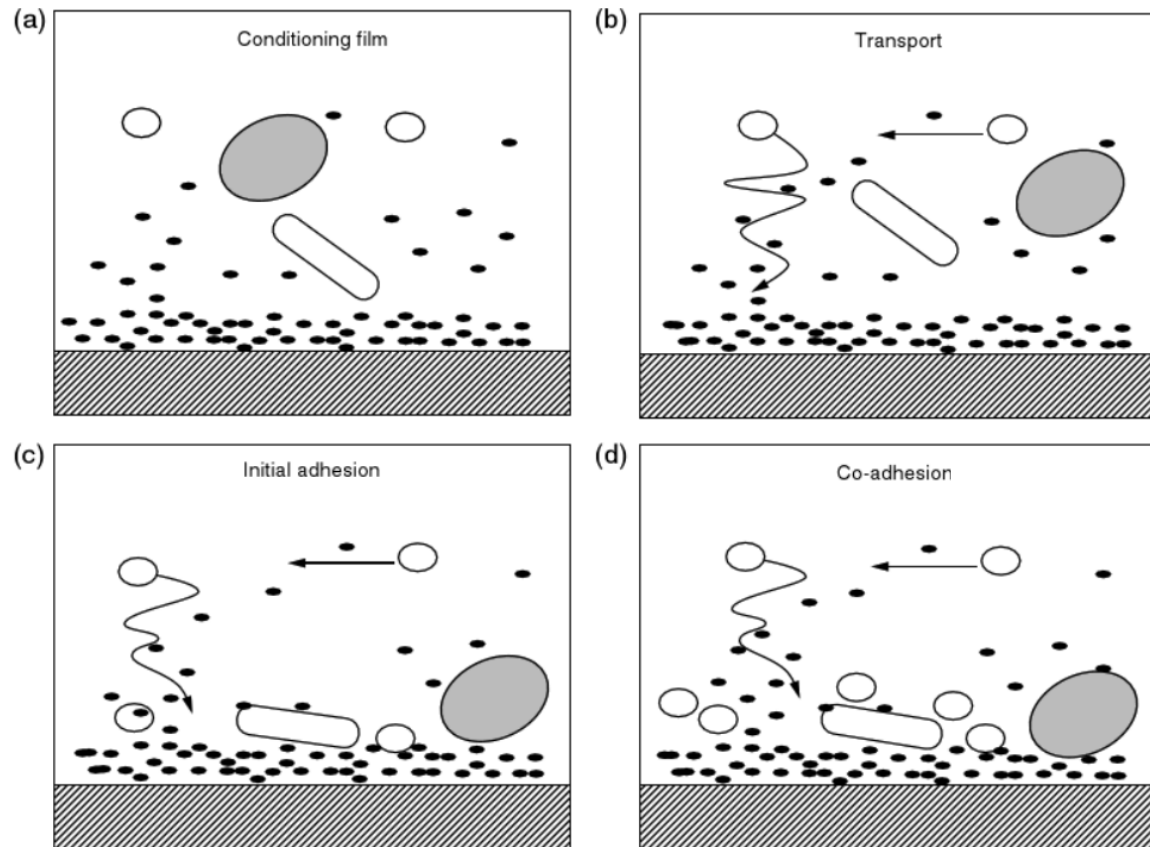 (a)
Conditioning film
(b)
Transport
(c)
Initial adhesion
(d)
Co-adhesion